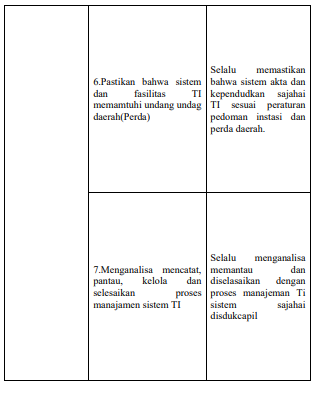 6.Pastikan bahwa sistem
dan fasilitas TI
memamtuhi undang undag
daerah(Perda)
Selalu memastikan
bahwa sistem akta dan
kependudkan sajahai
TI sesuai peraturan
pedoman instasi dan
perda daerah.
7.Menganalisa mencatat,
pantau, kelola dan
selesaikan proses
manajamen sistem TI
Selalu menganalisa
memantau dan
diselasaikan dengan
proses manajeman Ti
sistem sajahai
disdukcapil